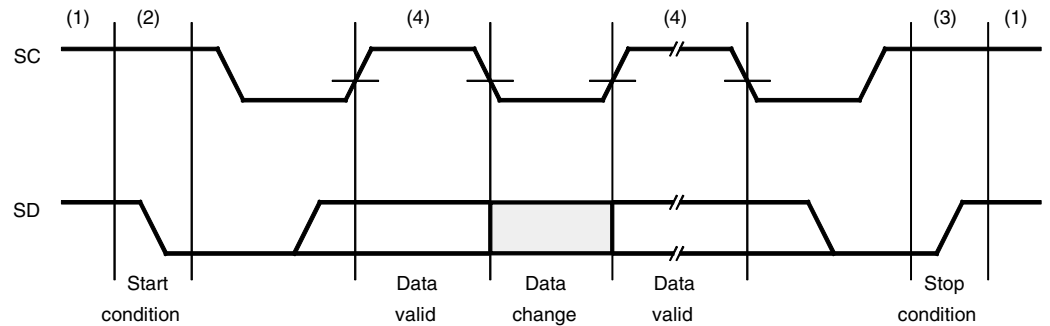 (1) (2) (4) (4) (3) (1)
SC
SD
Start Data Data Data Stop
condition valid change valid condition